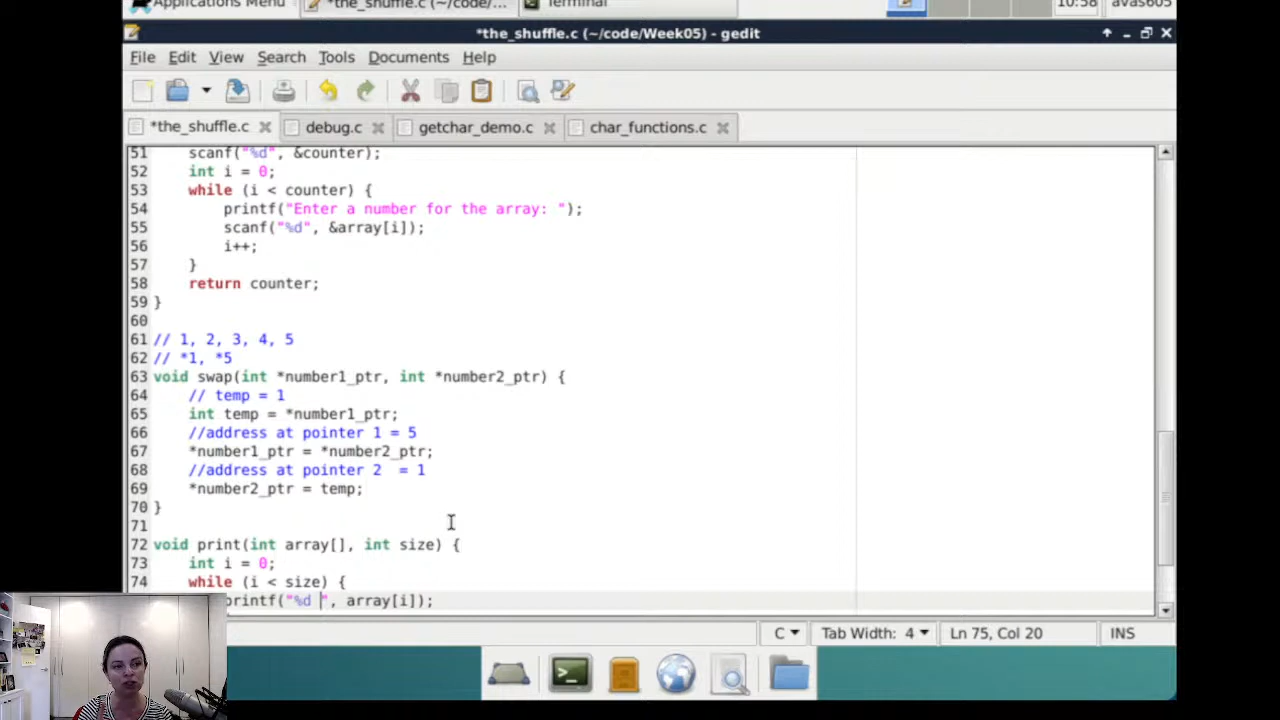 Applications Menu *the_shuffle.c (~/code/... Terminal 10:58 avas605
*the_shuffle.c (~/code/Week05) - gedit
File Edit View Search Tools Documents Help
*the_shuffle.c debug.c getchar_demo.c char_functions.c
51 scanf("%d", &counter);
52 int i = 0;
53 while (i < counter) {
54 printf("Enter a number for the array: ");
55 scanf("%d", &array[i]);
56 i++;
57 }
58 return counter;
59 }
60
61 // 1, 2, 3, 4, 5
62 // *1, *5
63 void swap(int *number1_ptr, int *number2_ptr) {
64 // temp = 1
65 int temp = *number1_ptr;
66 //address at pointer 1 = 5
67 *number1_ptr = *number2_ptr;
68 //address at pointer 2  = 1
69 *number2_ptr = temp;
70 }
71
72 void print(int array[], int size) {
73 int i = 0;
74 while (i < size) {
printf("%d ", array[i]);
C Tab Width: 4 Ln 75, Col 20 INS